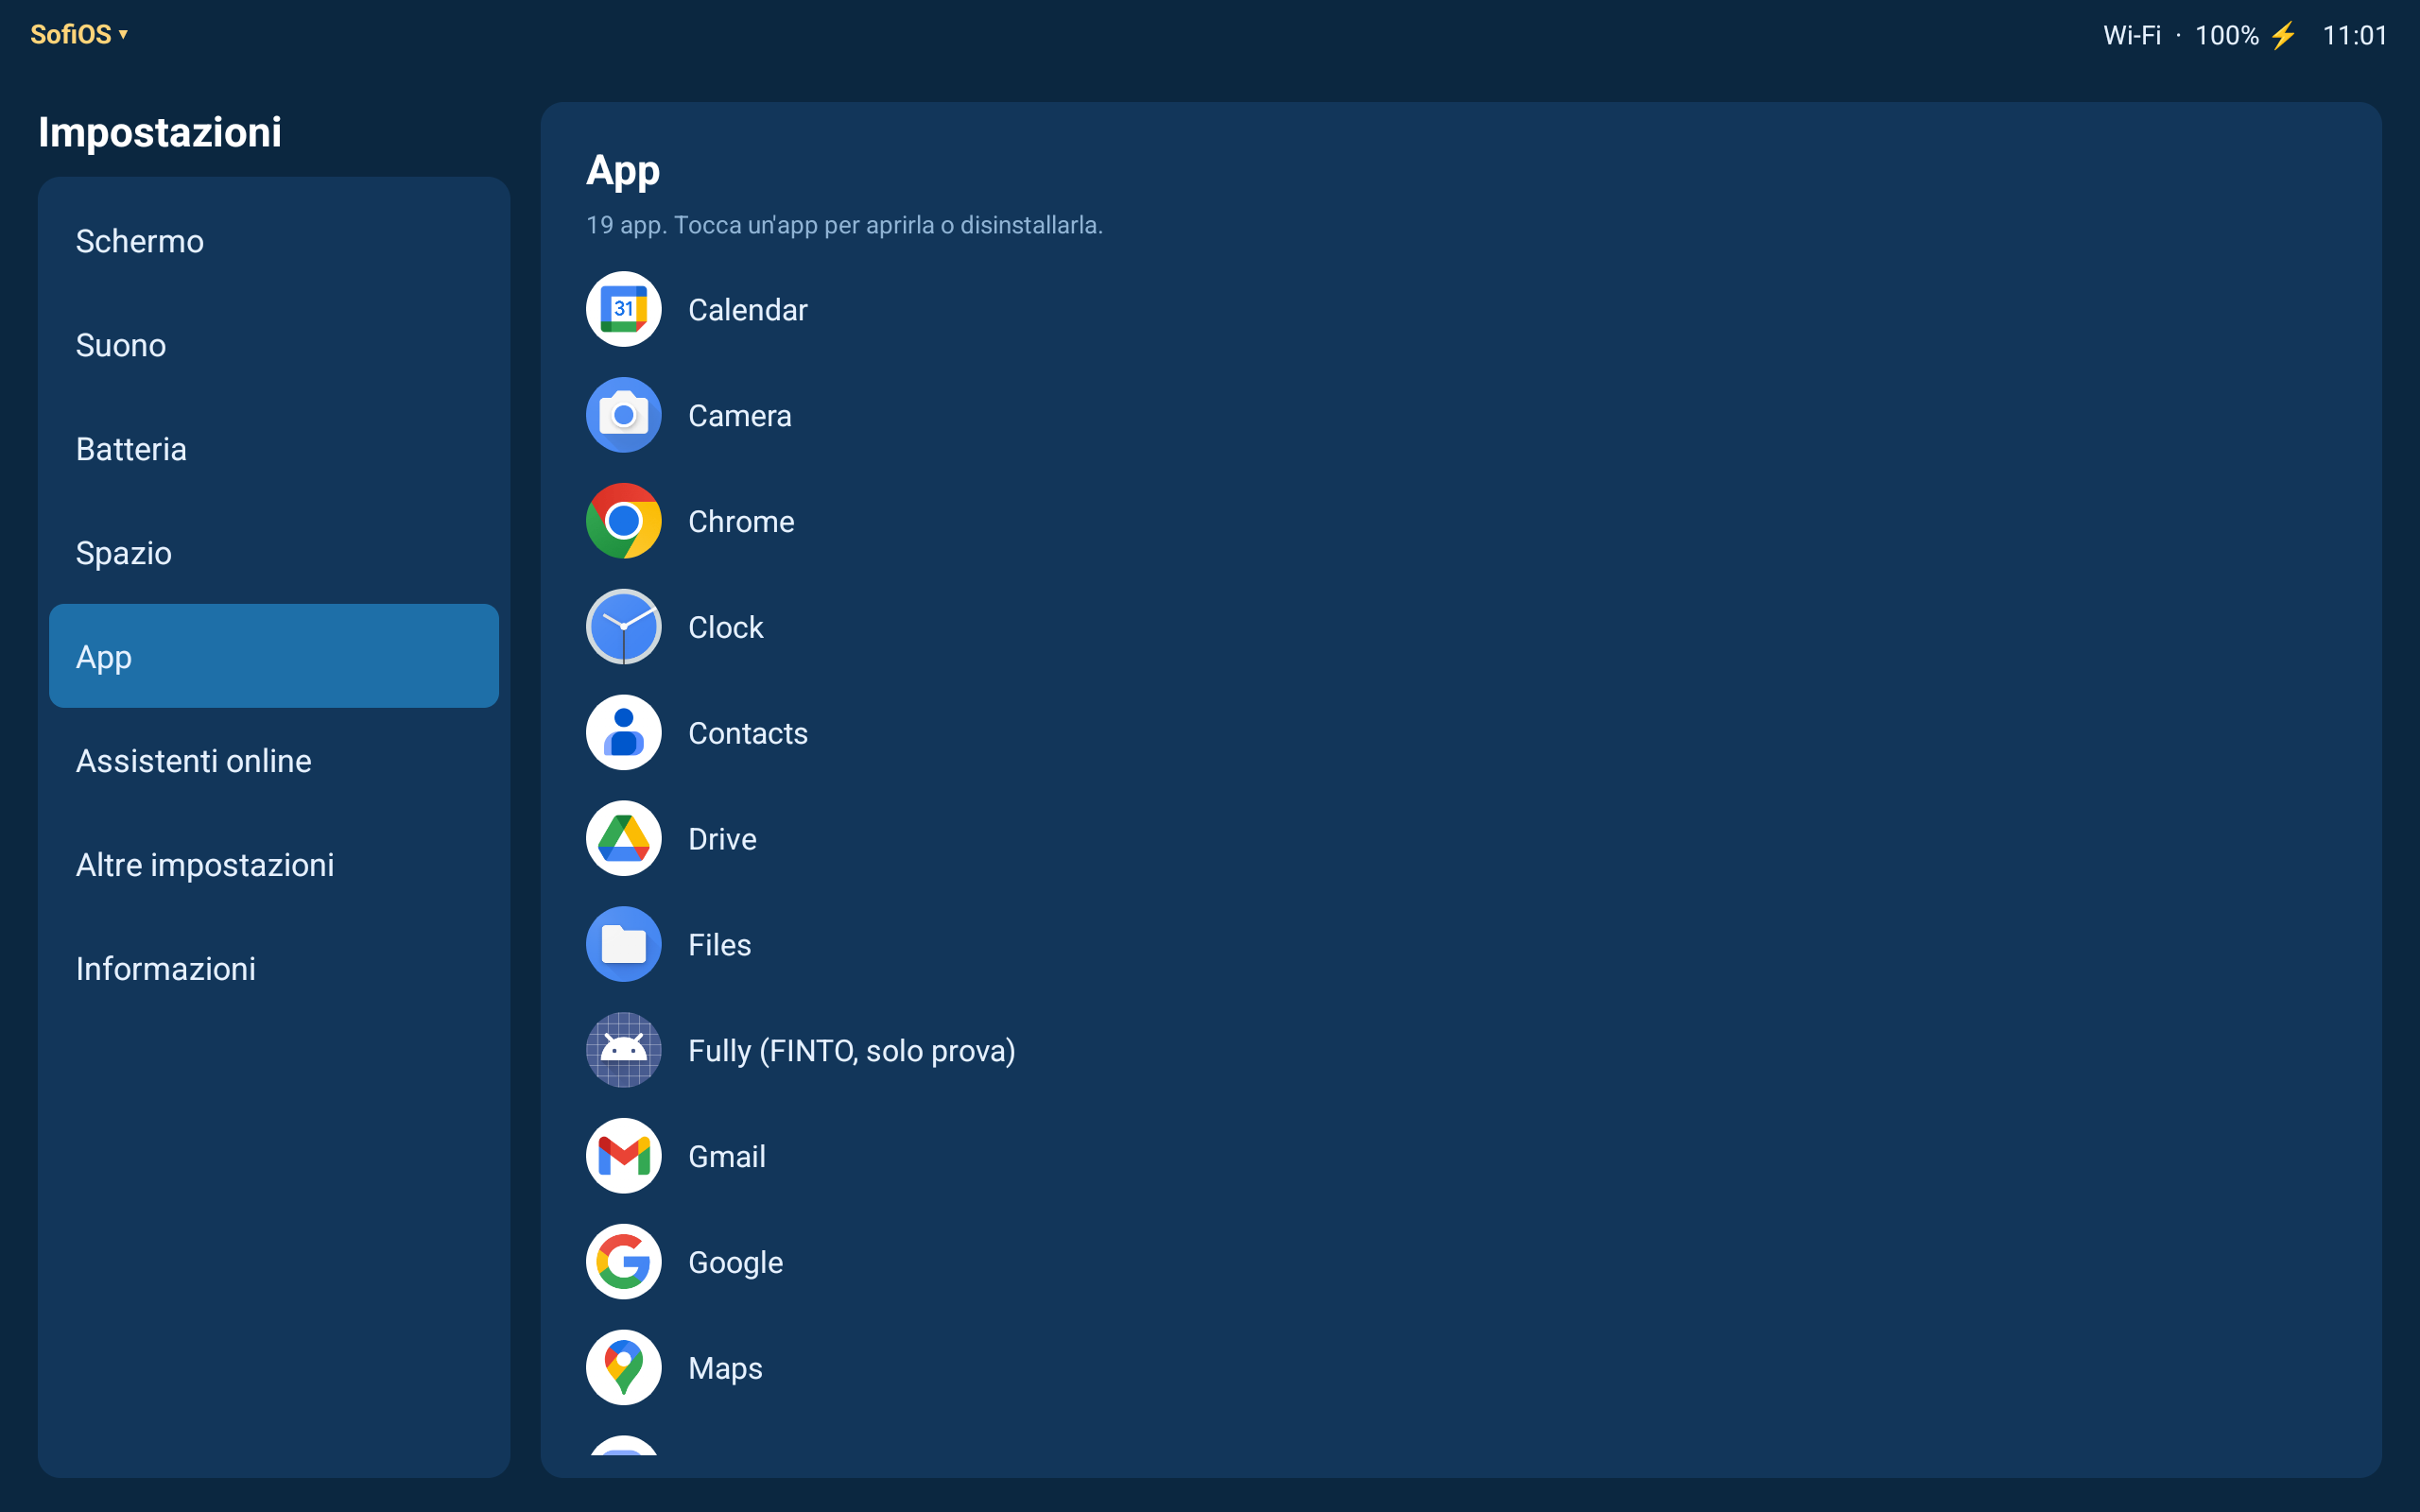 SofiOS ▾
Wi-Fi · 100% ⚡ 11:01
Impostazioni
Schermo
Suono
Batteria
Spazio
App
Assistenti online
Altre impostazioni
Informazioni
App
19 app. Tocca un'app per aprirla o disinstallarla.
31
Calendar
Camera
Chrome
Clock
Contacts
Drive
Files
Fully (FINTO, solo prova)
Gmail
Google
Maps